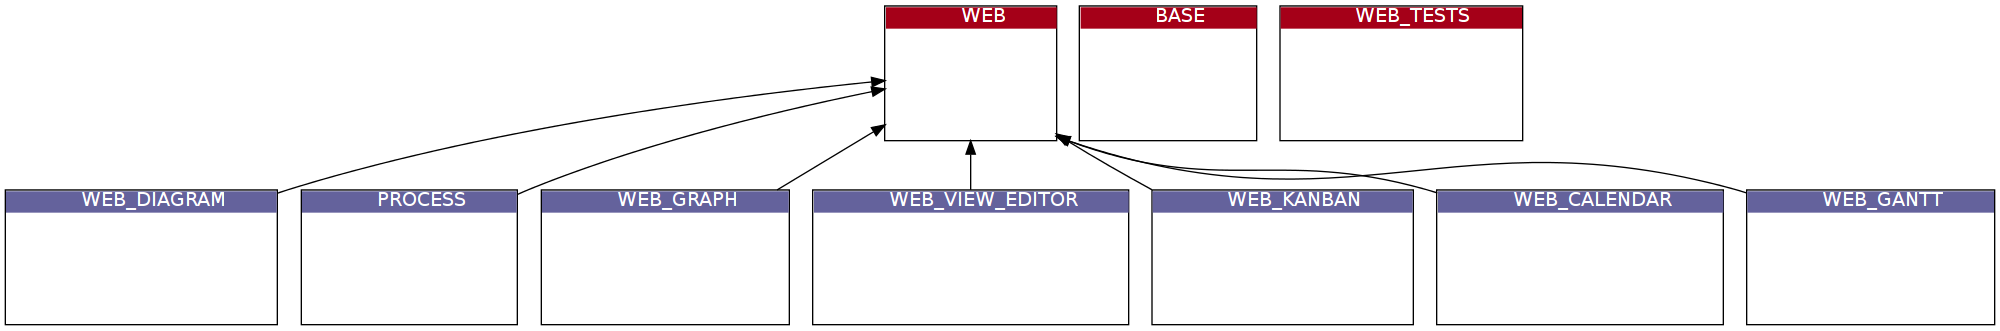 WEB
BASE
WEB_TESTS
WEB_DIAGRAM
PROCESS
WEB_GRAPH
WEB_VIEW_EDITOR
WEB_KANBAN
WEB_CALENDAR
WEB_GANTT